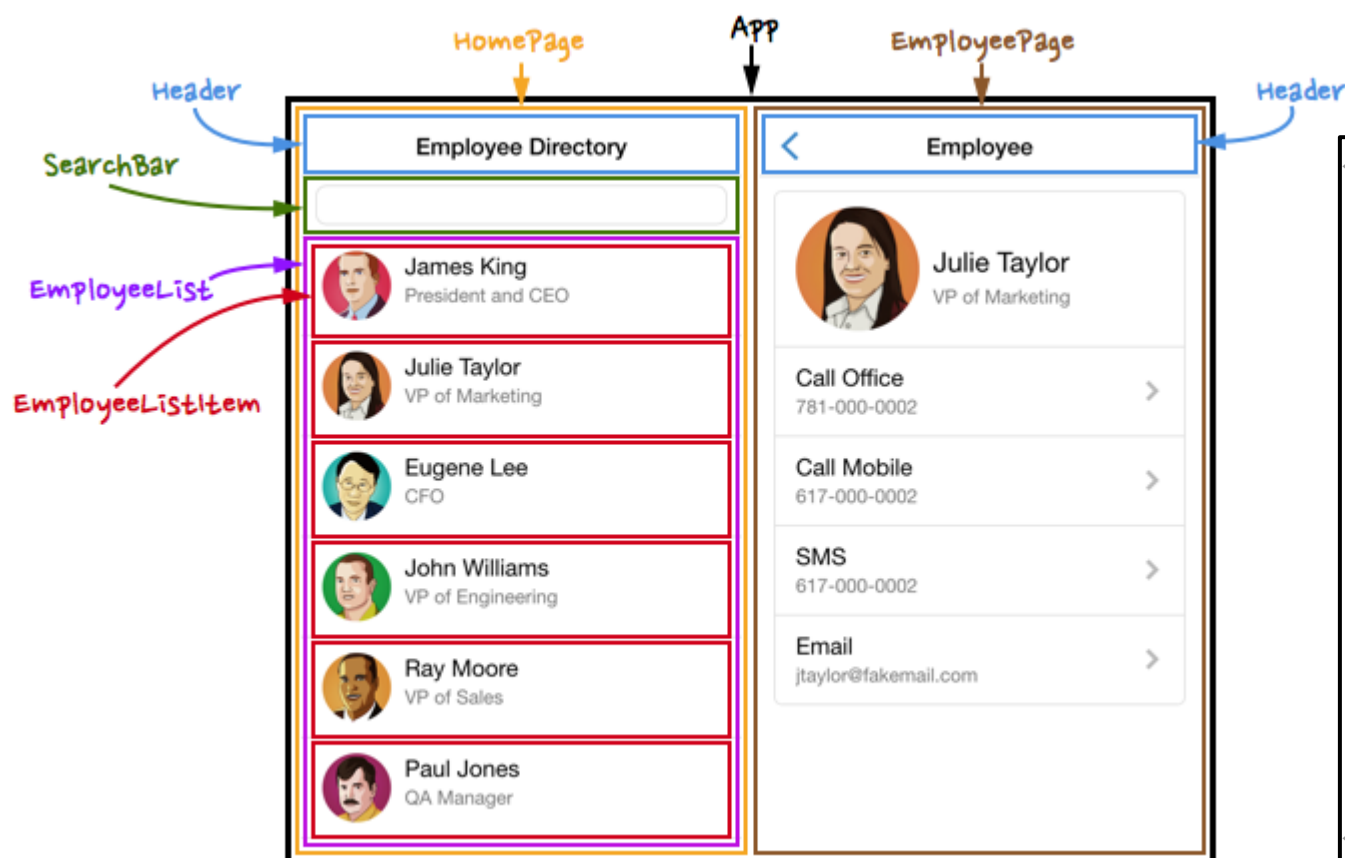 HomePage
App
EmployeePage
Header
Header
SearchBar
EmployeeList
EmployeeListItem
Employee Directory
James King
President and CEO
Julie Taylor
VP of Marketing
Eugene Lee
CFO
John Williams
VP of Engineering
Ray Moore
VP of Sales
Paul Jones
QA Manager
Employee
Julie Taylor
VP of Marketing
Call Office
781-000-0002
Call Mobile
617-000-0002
SMS
617-000-0002
Email
jtaylor@fakemail.com